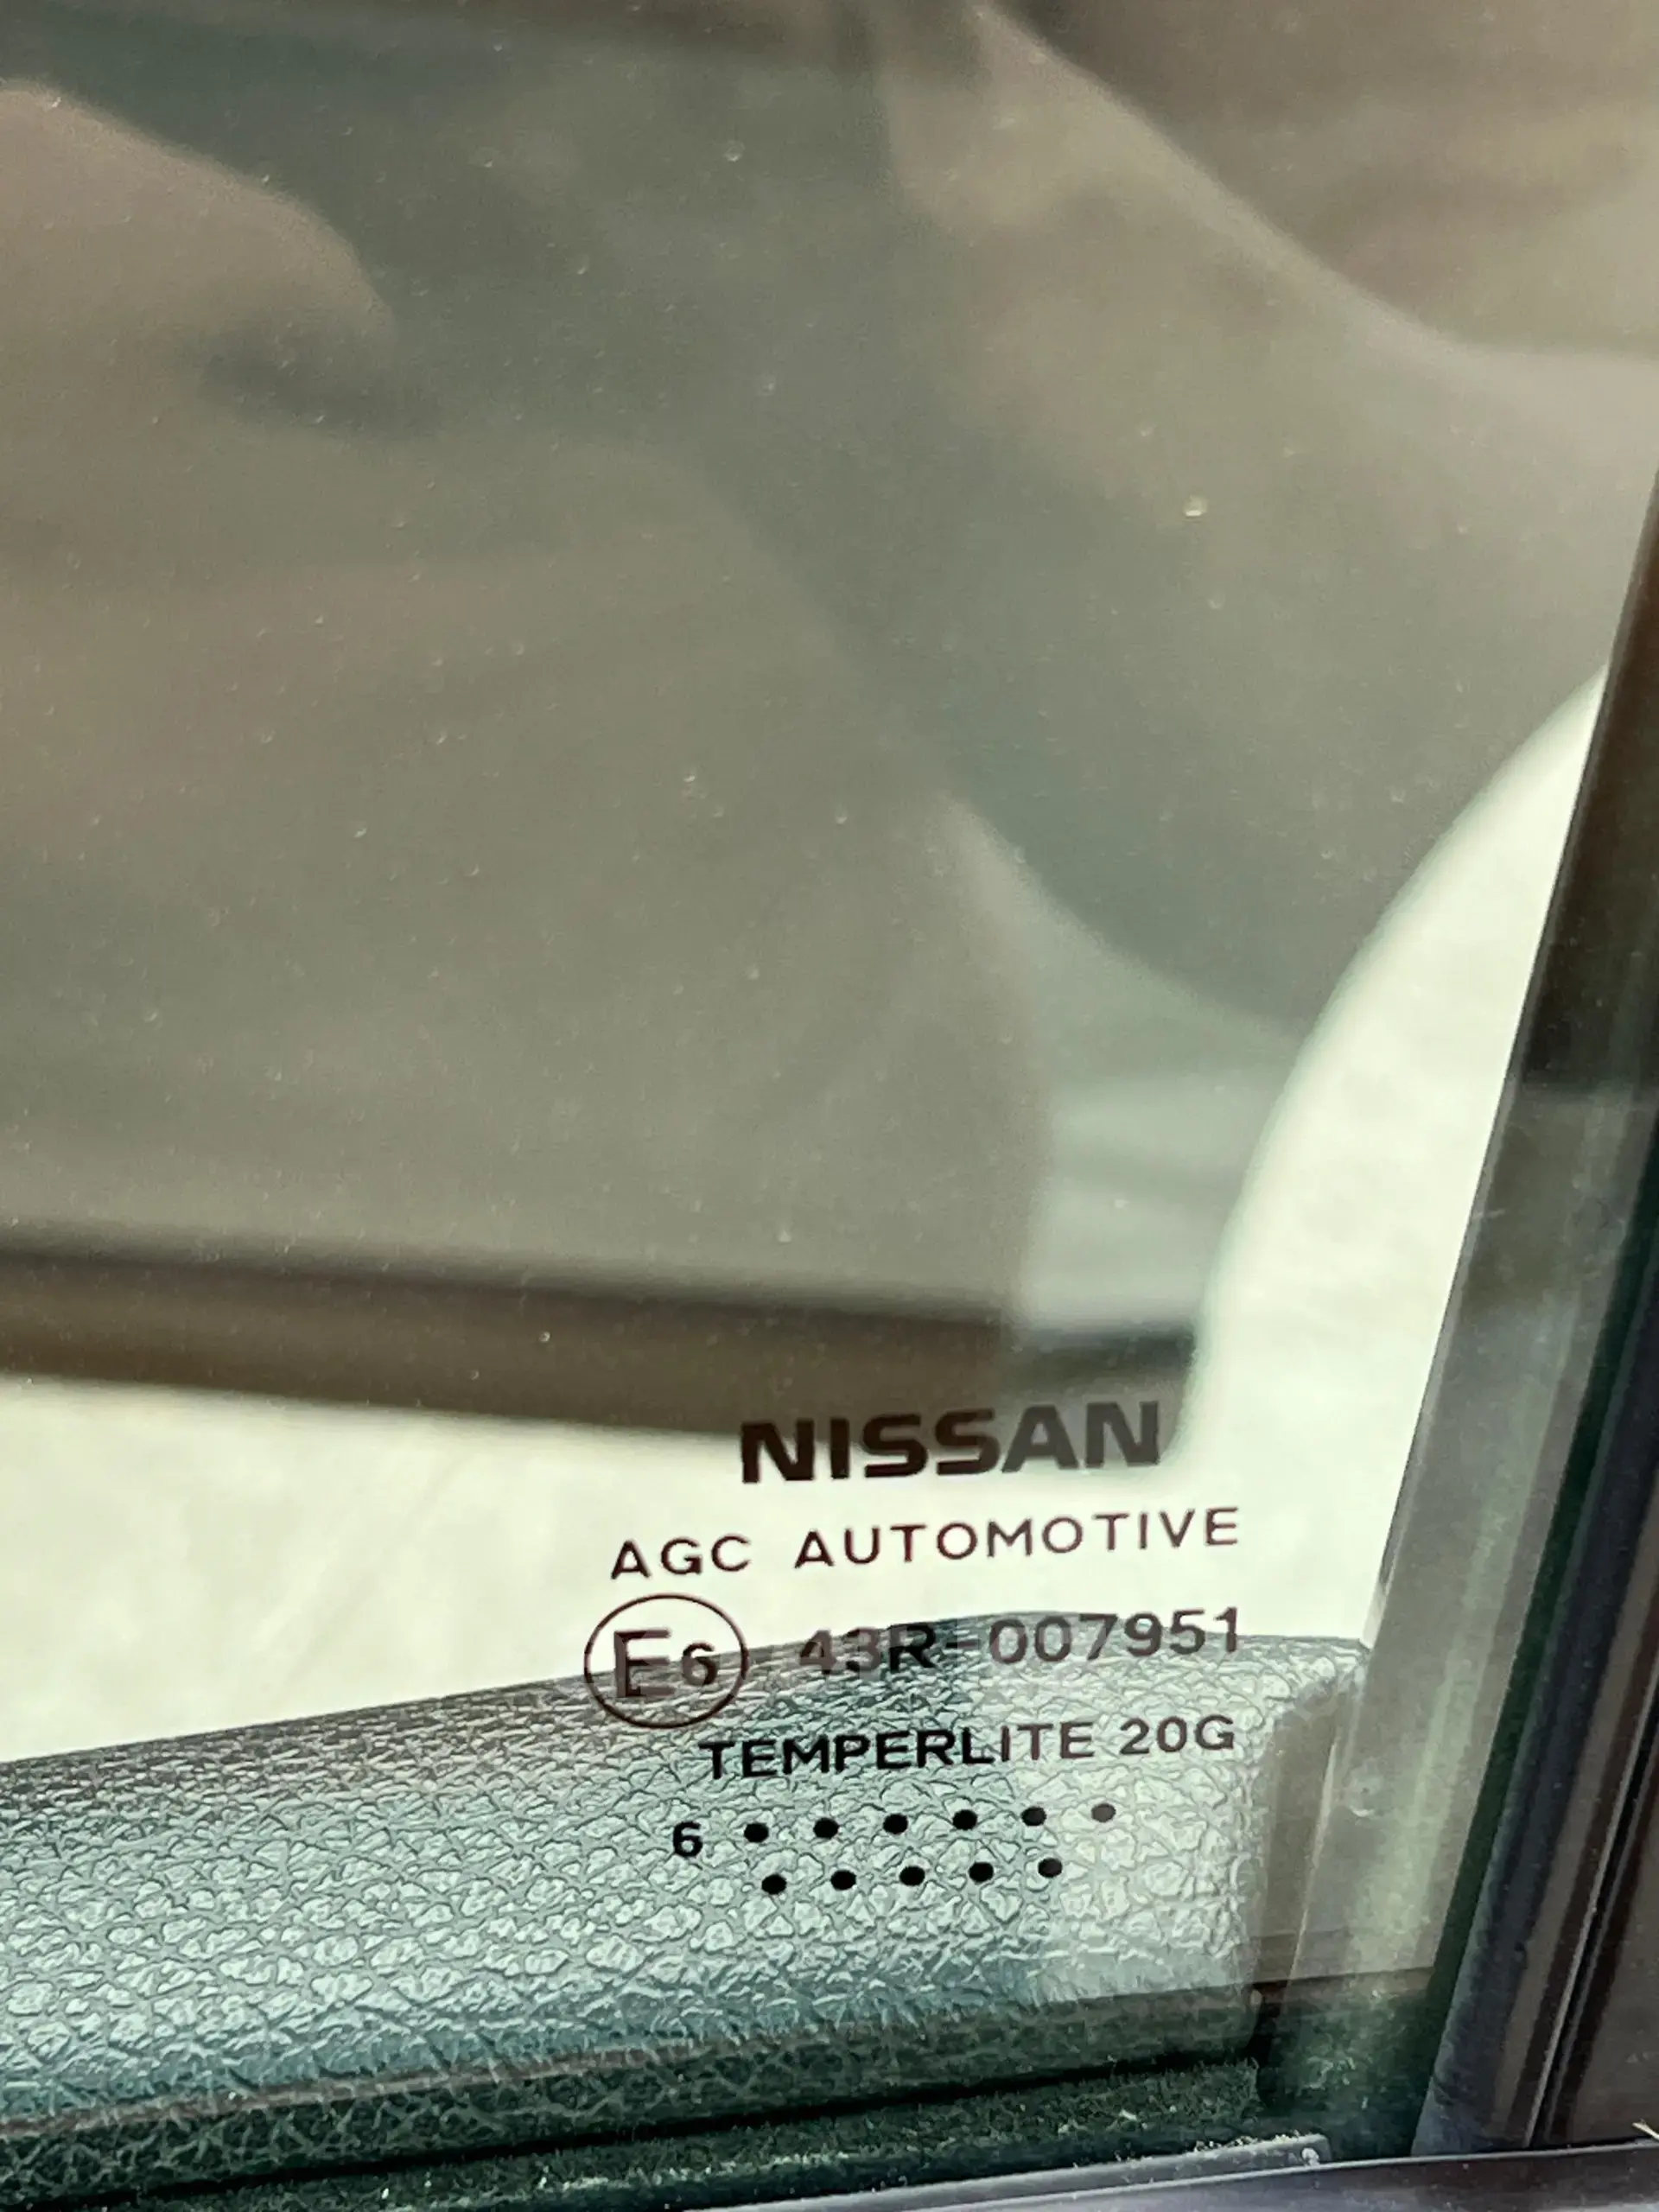 NISSAN
AGC AUTOMOTIVE
E6 43R-007951
TEMPERLITE 20G
6 • • • • • •
• • • • •